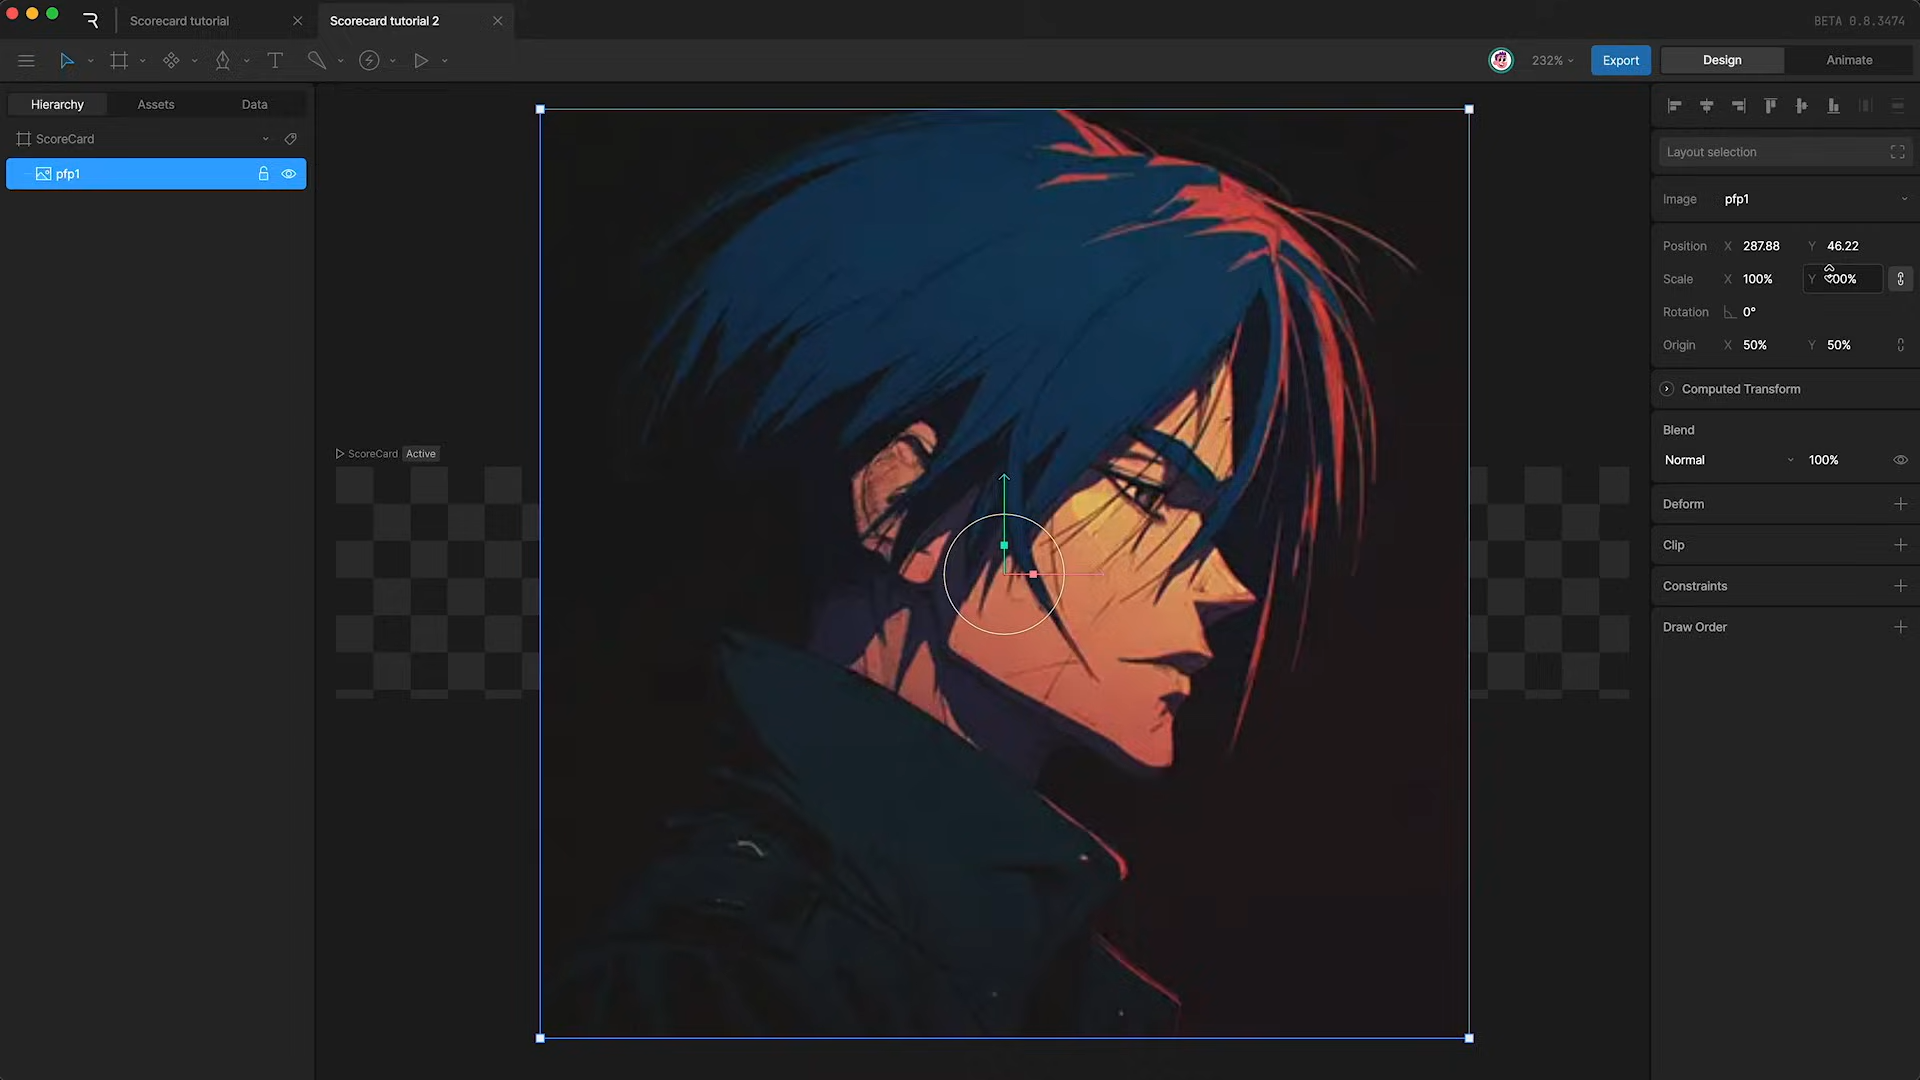 Scorecard tutorial
Scorecard tutorial 2
BETA 0.8.3474
232%
Export
Design
Animate
Hierarchy
Assets
Data
ScoreCard
pfp1
Layout selection
Image
pfp1
Position X 287.88 Y 46.22
Scale X 100% Y 00%
Rotation 0°
Origin X 50% Y 50%
Computed Transform
Blend
Normal 100%
Deform
Clip
Constraints
Draw Order
ScoreCard Active